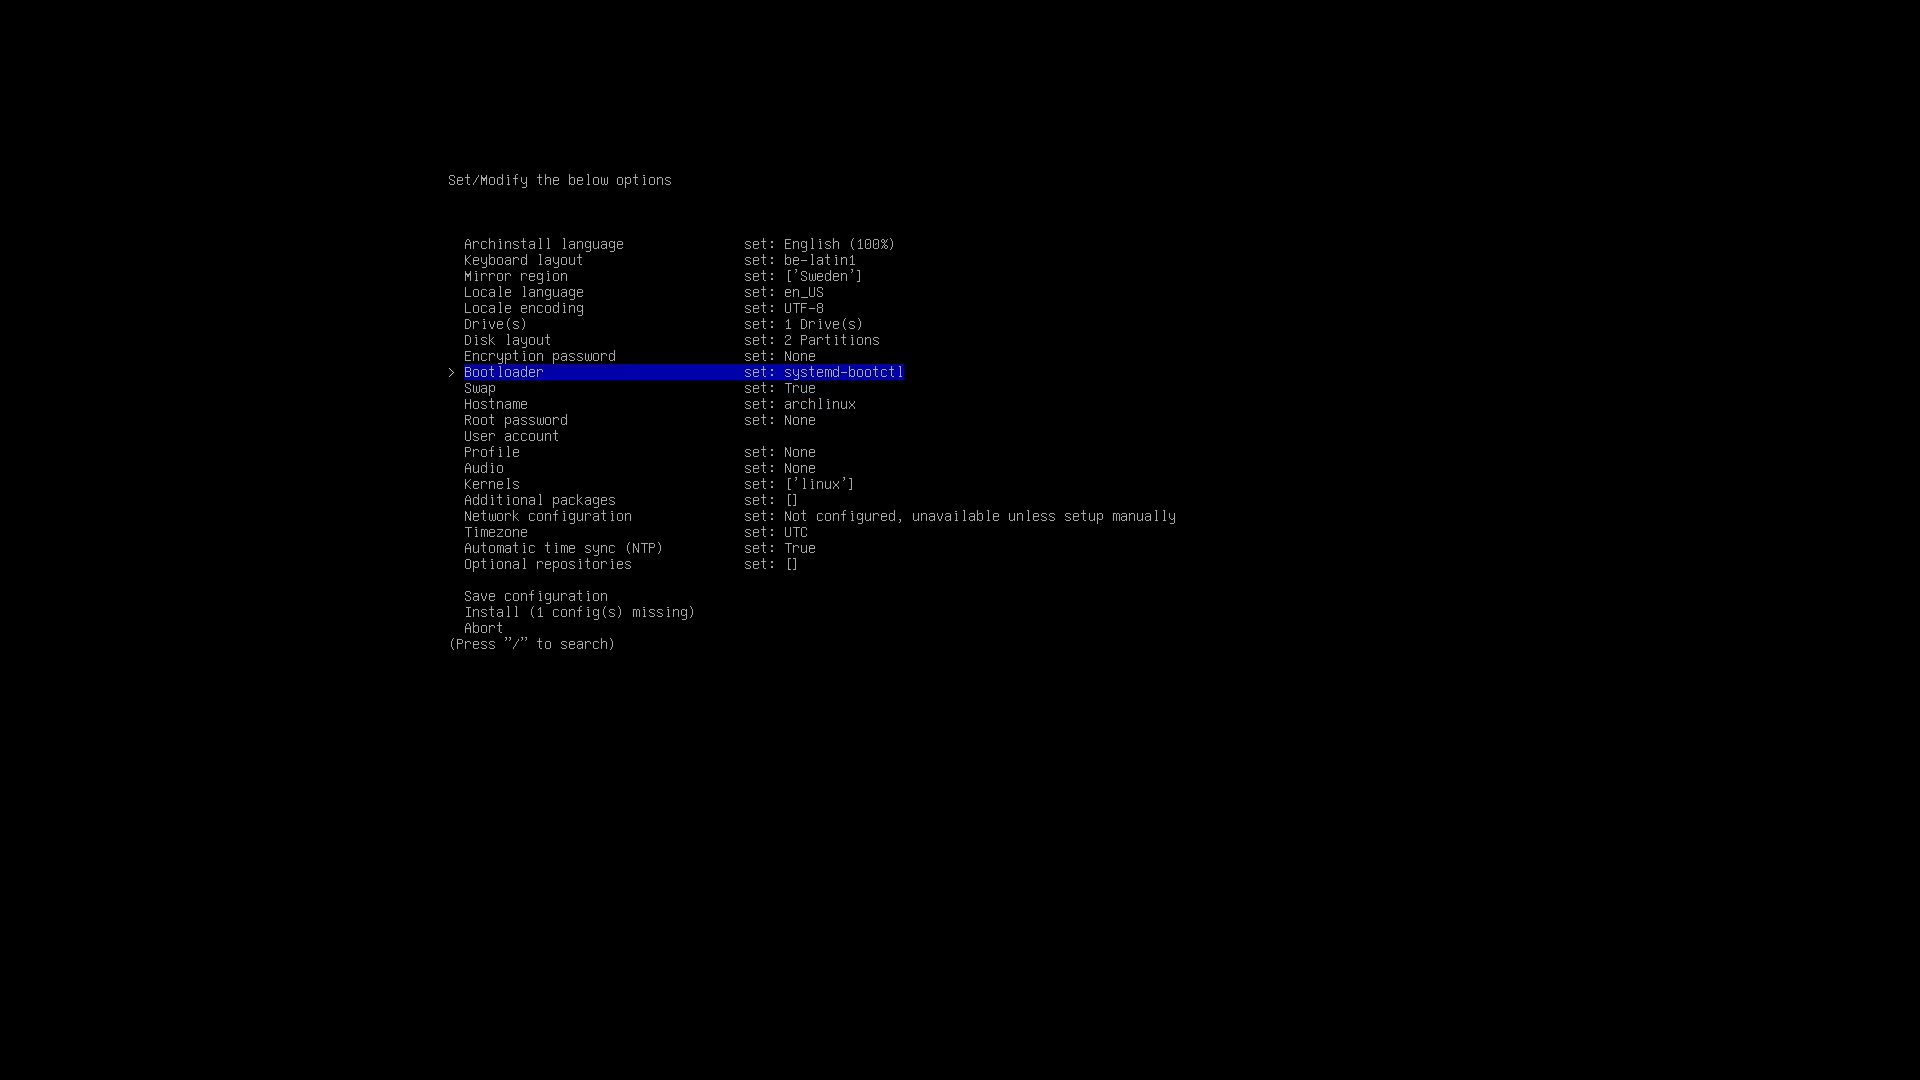 Set/Modify the below options
Archinstall language set: English (100%)
Keyboard layout set: be-latin1
Mirror region set: ['Sweden']
Locale language set: en_US
Locale encoding set: UTF-8
Drive(s) set: 1 Drive(s)
Disk layout set: 2 Partitions
Encryption password set: None
> Bootloader set: systemd-bootctl
Swap set: True
Hostname set: archlinux
Root password set: None
User account
Profile set: None
Audio set: None
Kernels set: ['linux']
Additional packages set: []
Network configuration set: Not configured, unavailable unless setup manually
Timezone set: UTC
Automatic time sync (NTP) set: True
Optional repositories set: []
Save configuration
Install (1 config(s) missing)
Abort
(Press "/" to search)